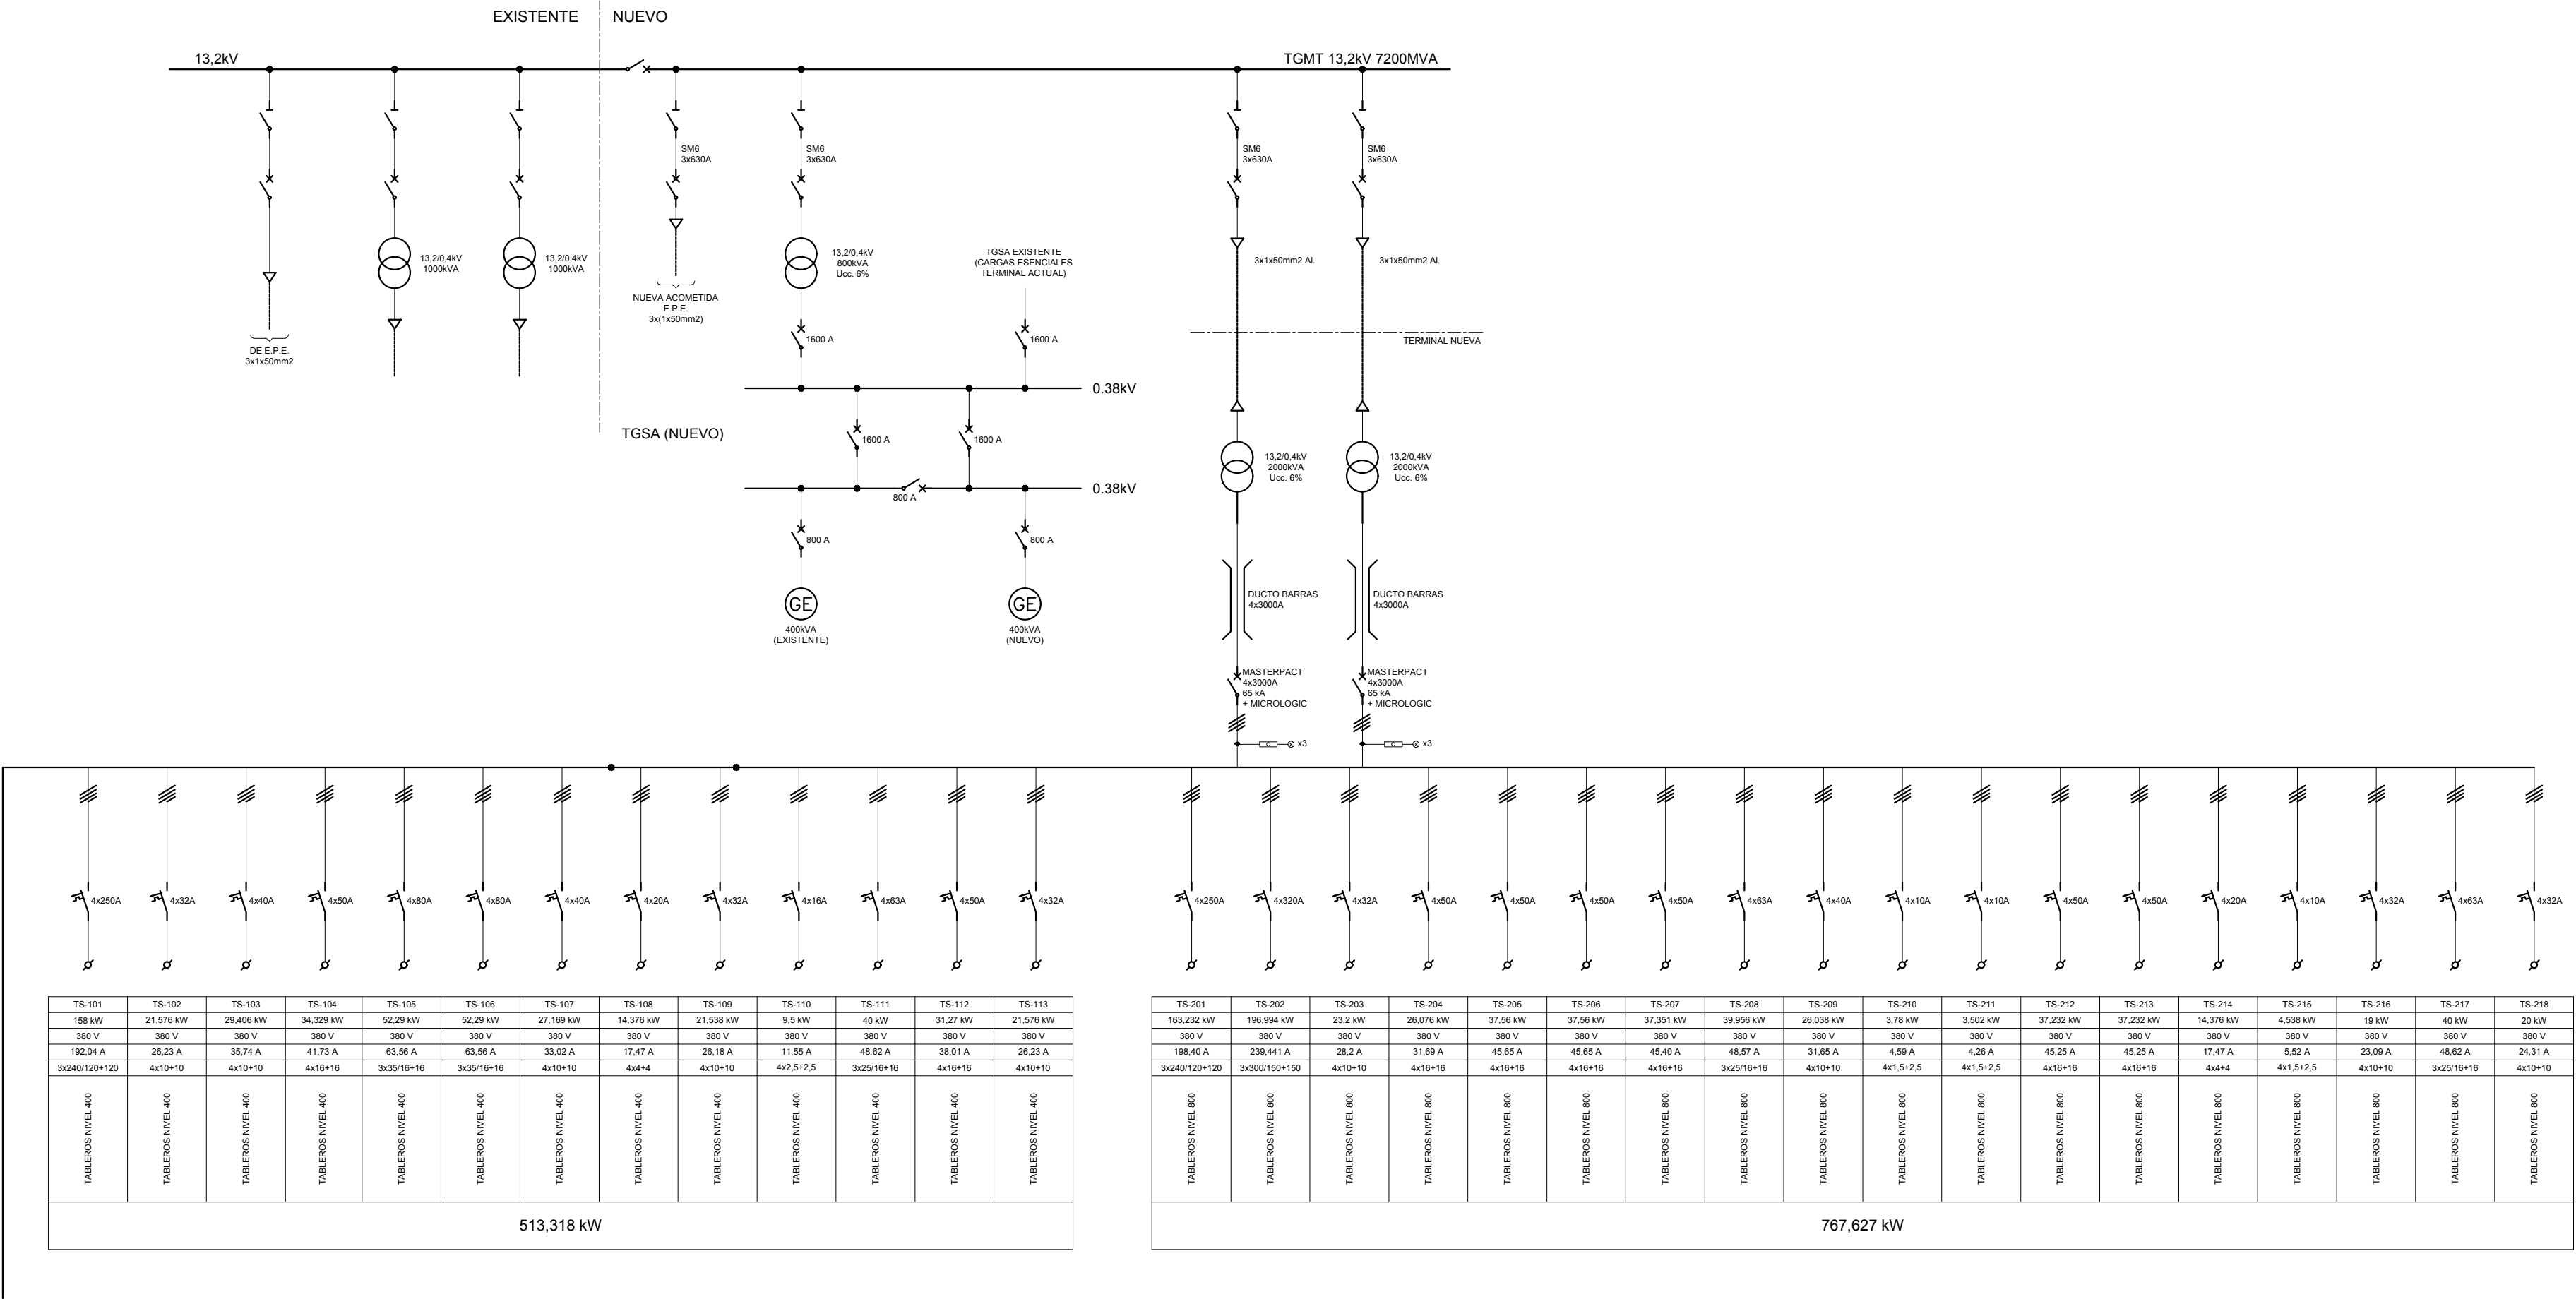 EXISTENTE
NUEVO
13,2kV
TGMT 13,2kV 7200MVA
SM6
3x630A
SM6
3x630A
SM6
3x630A
SM6
3x630A
13,2/0,4kV
1000kVA
13,2/0,4kV
1000kVA
13,2/0,4kV
800kVA
Ucc. 6%
TGSA EXISTENTE
(CARGAS ESENCIALES
TERMINAL ACTUAL)
3x1x50mm2 Al.
3x1x50mm2 Al.
NUEVA ACOMETIDA
E.P.E.
3x(1x50mm2)
DE E.P.E.
3x1x50mm2
1600 A
1600 A
TERMINAL NUEVA
0.38kV
TGSA (NUEVO)
1600 A
1600 A
13,2/0,4kV
2000kVA
Ucc. 6%
13,2/0,4kV
2000kVA
Ucc. 6%
0.38kV
800 A
800 A
800 A
GE
GE
400kVA
(EXISTENTE)
400kVA
(NUEVO)
DUCTO BARRAS
4x3000A
DUCTO BARRAS
4x3000A
MASTERPACT
4x3000A
65 kA
+ MICROLOGIC
MASTERPACT
4x3000A
65 kA
+ MICROLOGIC
x3
x3
4x250A 4x32A 4x40A 4x50A 4x80A 4x80A 4x40A 4x20A 4x32A 4x16A 4x63A 4x50A 4x32A
4x250A 4x320A 4x32A 4x50A 4x50A 4x50A 4x50A 4x63A 4x40A 4x10A 4x10A 4x50A 4x50A 4x20A 4x10A 4x32A 4x63A 4x32A
TS-101 TS-102 TS-103 TS-104 TS-105 TS-106 TS-107 TS-108 TS-109 TS-110 TS-111 TS-112 TS-113
158 kW 21,576 kW 29,406 kW 34,329 kW 52,29 kW 52,29 kW 27,169 kW 14,376 kW 21,538 kW 9,5 kW 40 kW 31,27 kW 21,576 kW
380 V 380 V 380 V 380 V 380 V 380 V 380 V 380 V 380 V 380 V 380 V 380 V 380 V
192,04 A 26,23 A 35,74 A 41,73 A 63,56 A 63,56 A 33,02 A 17,47 A 26,18 A 11,55 A 48,62 A 38,01 A 26,23 A
3x240/120+120 4x10+10 4x10+10 4x16+16 3x35/16+16 3x35/16+16 4x10+10 4x4+4 4x10+10 4x2,5+2,5 3x25/16+16 4x16+16 4x10+10
TABLEROS NIVEL 400 TABLEROS NIVEL 400 TABLEROS NIVEL 400 TABLEROS NIVEL 400 TABLEROS NIVEL 400 TABLEROS NIVEL 400 TABLEROS NIVEL 400 TABLEROS NIVEL 400 TABLEROS NIVEL 400 TABLEROS NIVEL 400 TABLEROS NIVEL 400 TABLEROS NIVEL 400 TABLEROS NIVEL 400
513,318 kW
TS-201 TS-202 TS-203 TS-204 TS-205 TS-206 TS-207 TS-208 TS-209 TS-210 TS-211 TS-212 TS-213 TS-214 TS-215 TS-216 TS-217 TS-218
163,232 kW 196,994 kW 23,2 kW 26,076 kW 37,56 kW 37,56 kW 37,351 kW 39,956 kW 26,038 kW 3,78 kW 3,502 kW 37,232 kW 37,232 kW 14,376 kW 4,538 kW 19 kW 40 kW 20 kW
380 V 380 V 380 V 380 V 380 V 380 V 380 V 380 V 380 V 380 V 380 V 380 V 380 V 380 V 380 V 380 V 380 V 380 V
198,40 A 239,441 A 28,2 A 31,69 A 45,65 A 45,65 A 45,40 A 48,57 A 31,65 A 4,59 A 4,26 A 45,25 A 45,25 A 17,47 A 5,52 A 23,09 A 48,62 A 24,31 A
3x240/120+120 3x300/150+150 4x10+10 4x16+16 4x16+16 4x16+16 4x16+16 3x25/16+16 4x10+10 4x1,5+2,5 4x1,5+2,5 4x16+16 4x16+16 4x4+4 4x1,5+2,5 4x10+10 3x25/16+16 4x10+10
TABLEROS NIVEL 800 TABLEROS NIVEL 800 TABLEROS NIVEL 800 TABLEROS NIVEL 800 TABLEROS NIVEL 800 TABLEROS NIVEL 800 TABLEROS NIVEL 800 TABLEROS NIVEL 800 TABLEROS NIVEL 800 TABLEROS NIVEL 800 TABLEROS NIVEL 800 TABLEROS NIVEL 800 TABLEROS NIVEL 800 TABLEROS NIVEL 800 TABLEROS NIVEL 800 TABLEROS NIVEL 800 TABLEROS NIVEL 800 TABLEROS NIVEL 800
767,627 kW